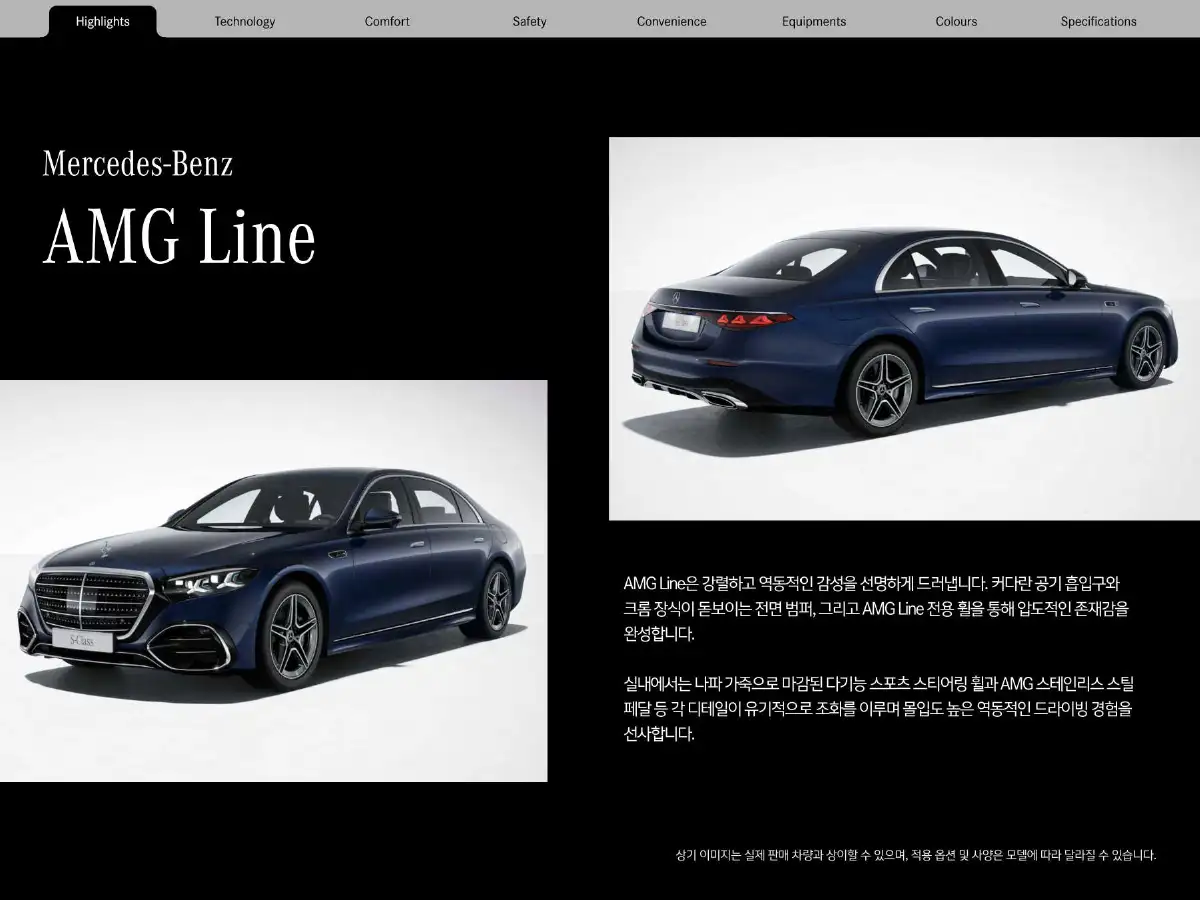 Highlights
Technology
Comfort
Safety
Convenience
Equipments
Colours
Specifications
Mercedes-Benz
AMG Line
S-Class
AMG Line은 강렬하고 역동적인 감성을 선명하게 드러냅니다. 커다란 공기 흡입구와
크롬 장식이 돋보이는 전면 범퍼, 그리고 AMG Line 전용 휠을 통해 압도적인 존재감을
완성합니다.
실내에서는 나파 가죽으로 마감된 다기능 스포츠 스티어링 휠과 AMG 스테인리스 스틸
페달 등 각 디테일이 유기적으로 조화를 이루며 몰입도 높은 역동적인 드라이빙 경험을
선사합니다.
상기 이미지는 실제 판매 차량과 상이할 수 있으며, 적용 옵션 및 사양은 모델에 따라 달라질 수 있습니다.